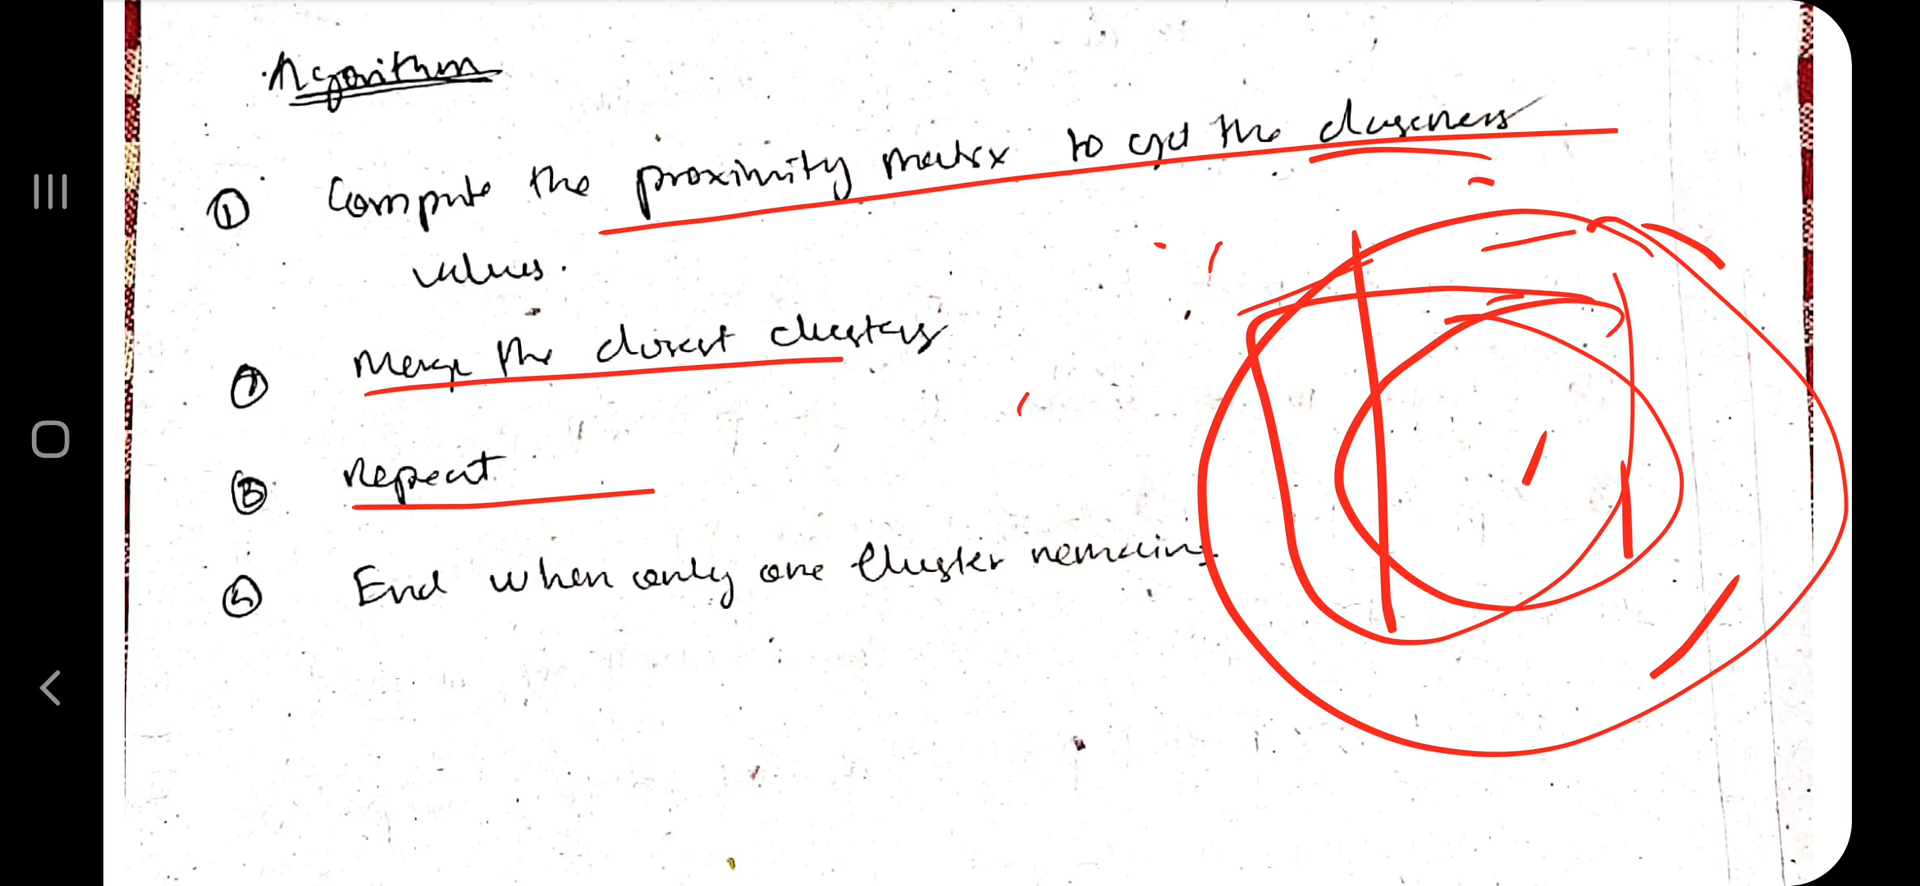 Algorithm
① Compute the proximity matrix to get the closeness
values.
② Merge the closest clusters
③ Repeat
④ End when only one cluster remains.